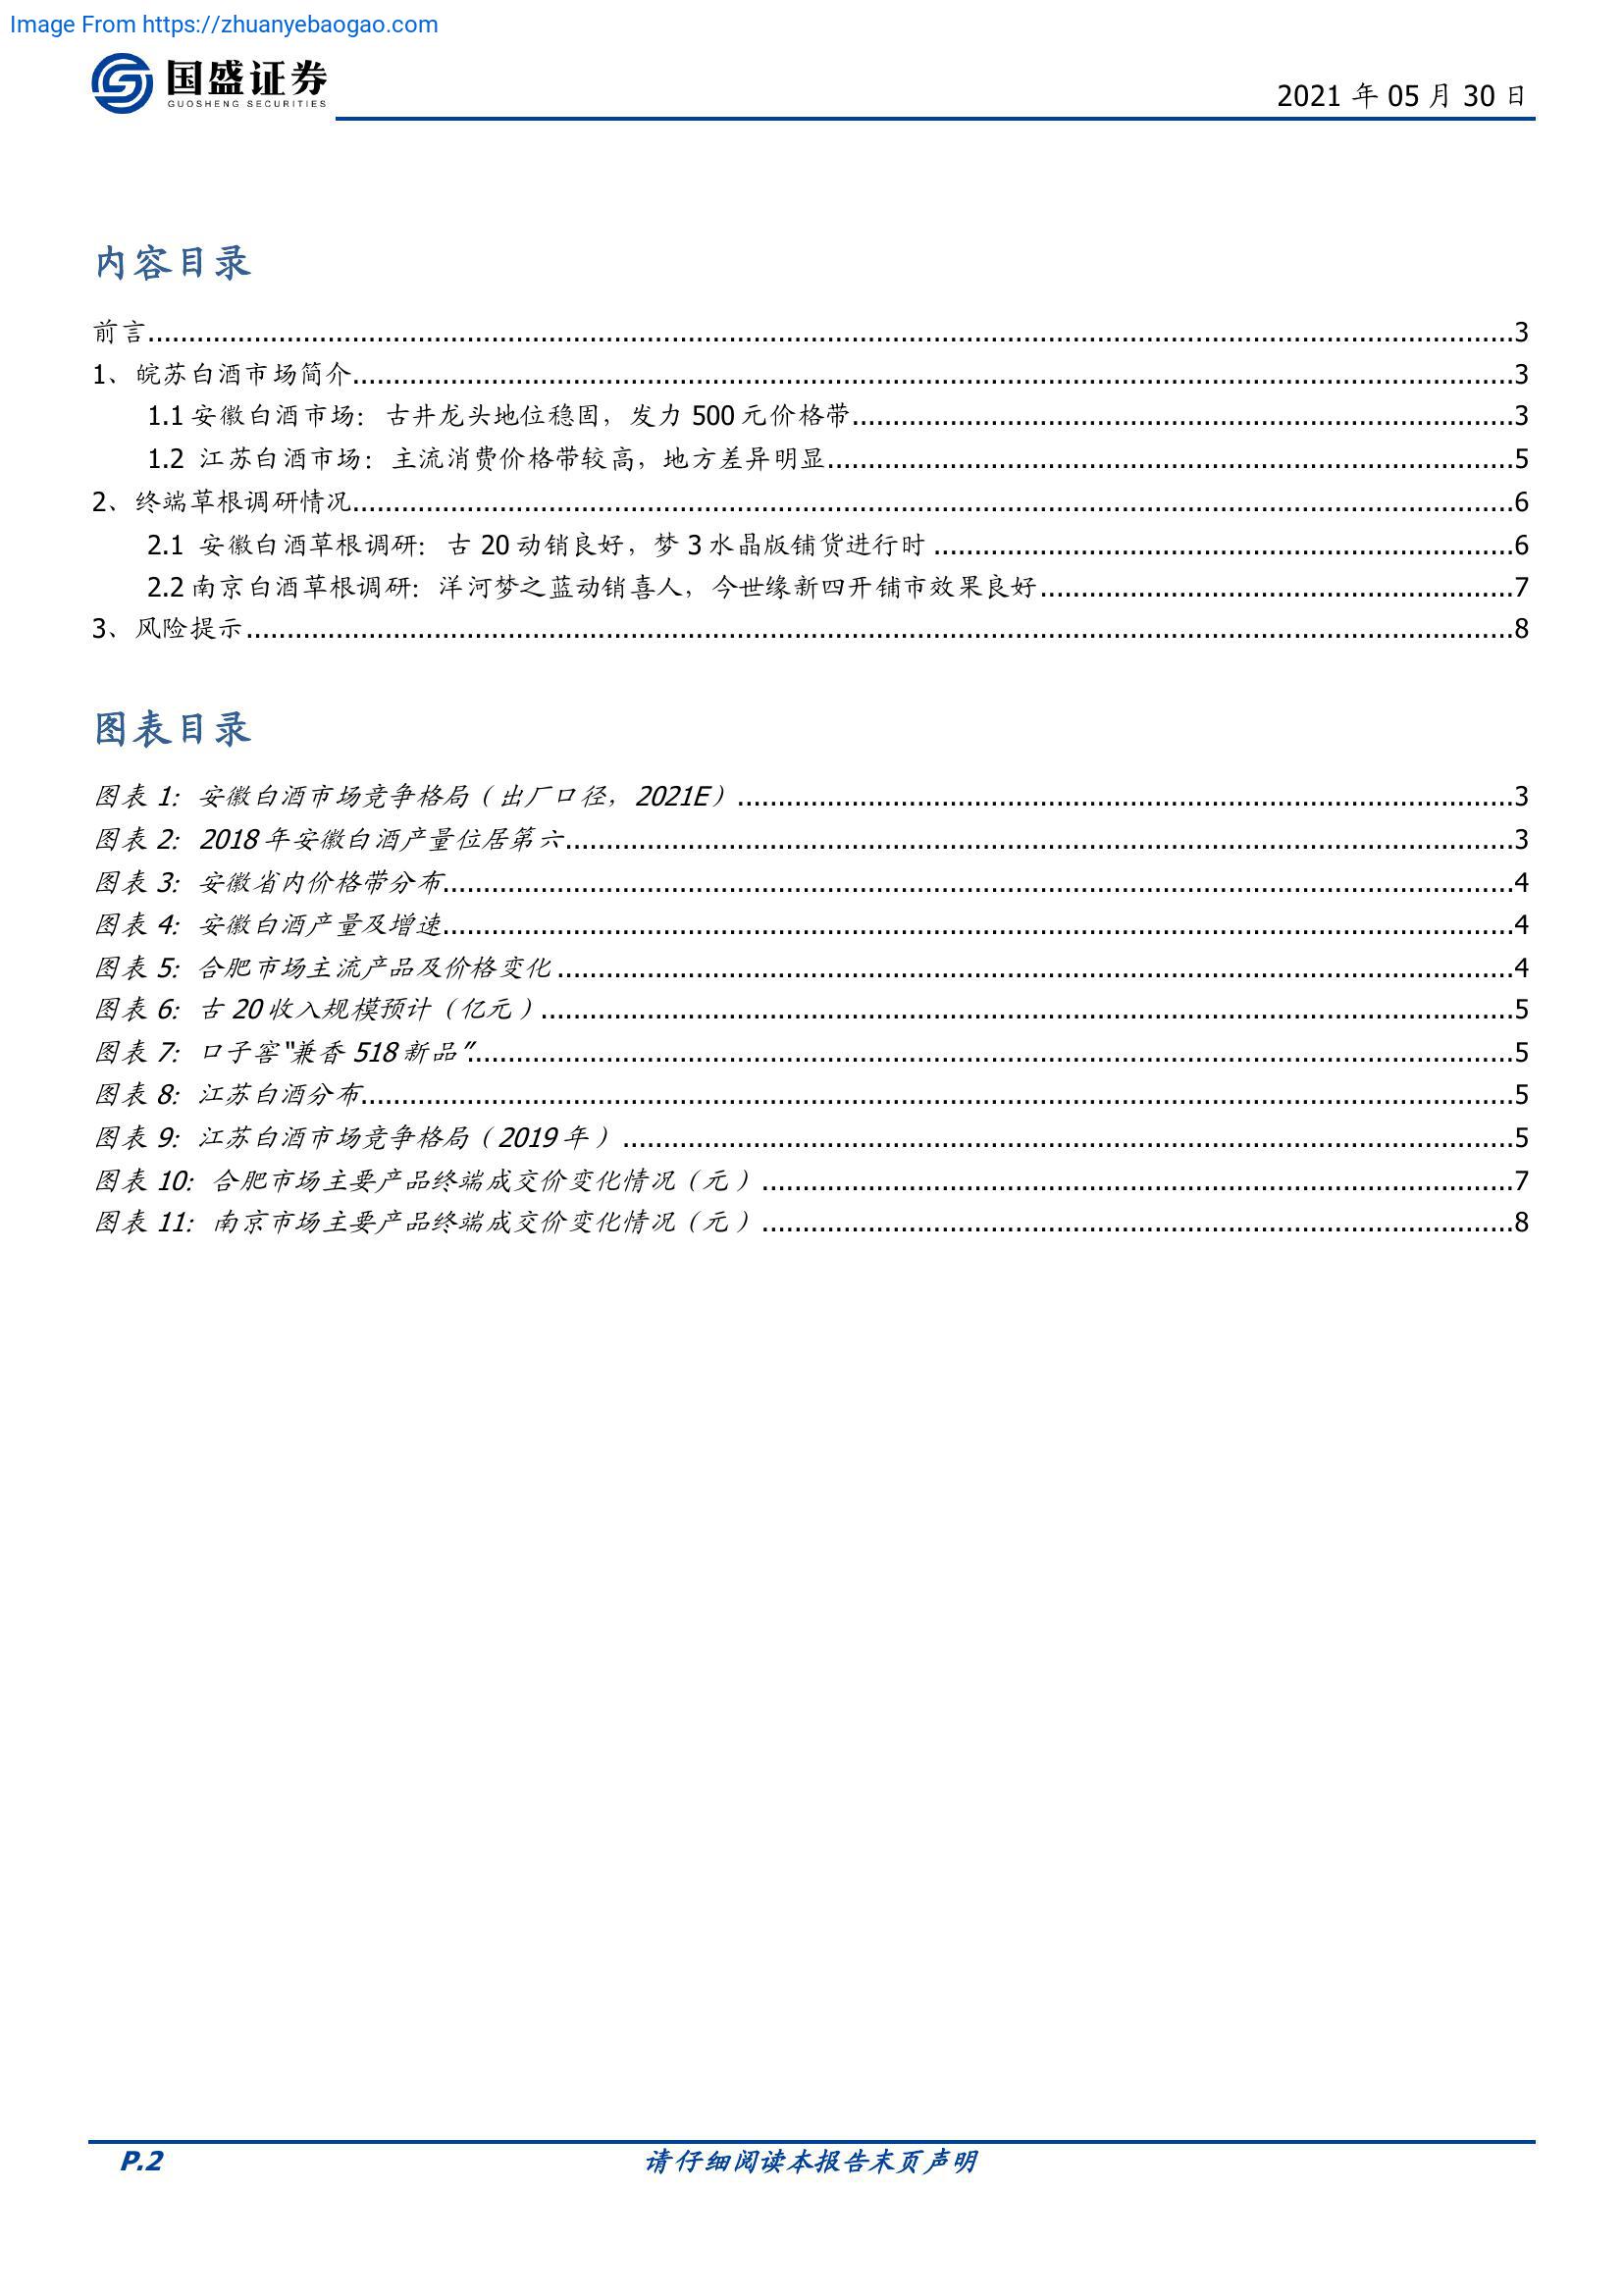 Image From https://zhuanyebaogao.com
国盛证券
GUOSHENG SECURITIES
2021 年 05 月 30 日
内容目录
前言........................................3
1、皖苏白酒市场简介........................................3
1.1 安徽白酒市场：古井龙头地位稳固，发力 500 元价格带........................................3
1.2 江苏白酒市场：主流消费价格带较高，地方差异明显........................................5
2、终端草根调研情况........................................6
2.1 安徽白酒草根调研：古 20 动销良好，梦 3 水晶版铺货进行时........................................6
2.2 南京白酒草根调研：洋河梦之蓝动销喜人，今世缘新四开铺市效果良好........................................7
3、风险提示........................................8
图表目录
图表 1：安徽白酒市场竞争格局（出厂口径，2021E）........................................3
图表 2：2018 年安徽白酒产量位居第六........................................3
图表 3：安徽省内价格带分布........................................4
图表 4：安徽白酒产量及增速........................................4
图表 5：合肥市场主流产品及价格变化........................................4
图表 6：古 20 收入规模预计（亿元）........................................5
图表 7：口子窖“兼香 518 新品”........................................5
图表 8：江苏白酒分布........................................5
图表 9：江苏白酒市场竞争格局（2019 年）........................................5
图表 10：合肥市场主要产品终端成交价变化情况（元）........................................7
图表 11：南京市场主要产品终端成交价变化情况（元）........................................8
P.2
请仔细阅读本报告末页声明